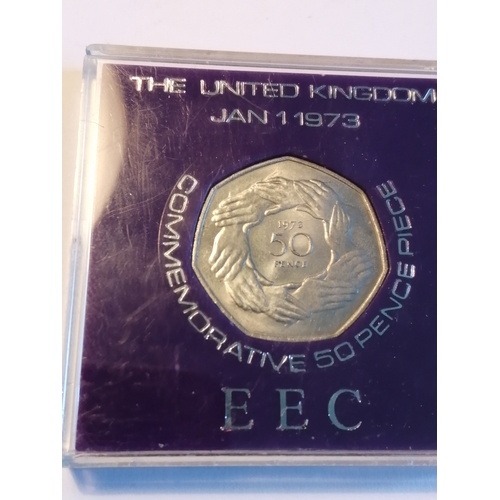 THE UNITED KINGDOM
JAN 1 1973
COMMEMORATIVE 50 PENCE PIECE
1973
50
PENCE
EEC